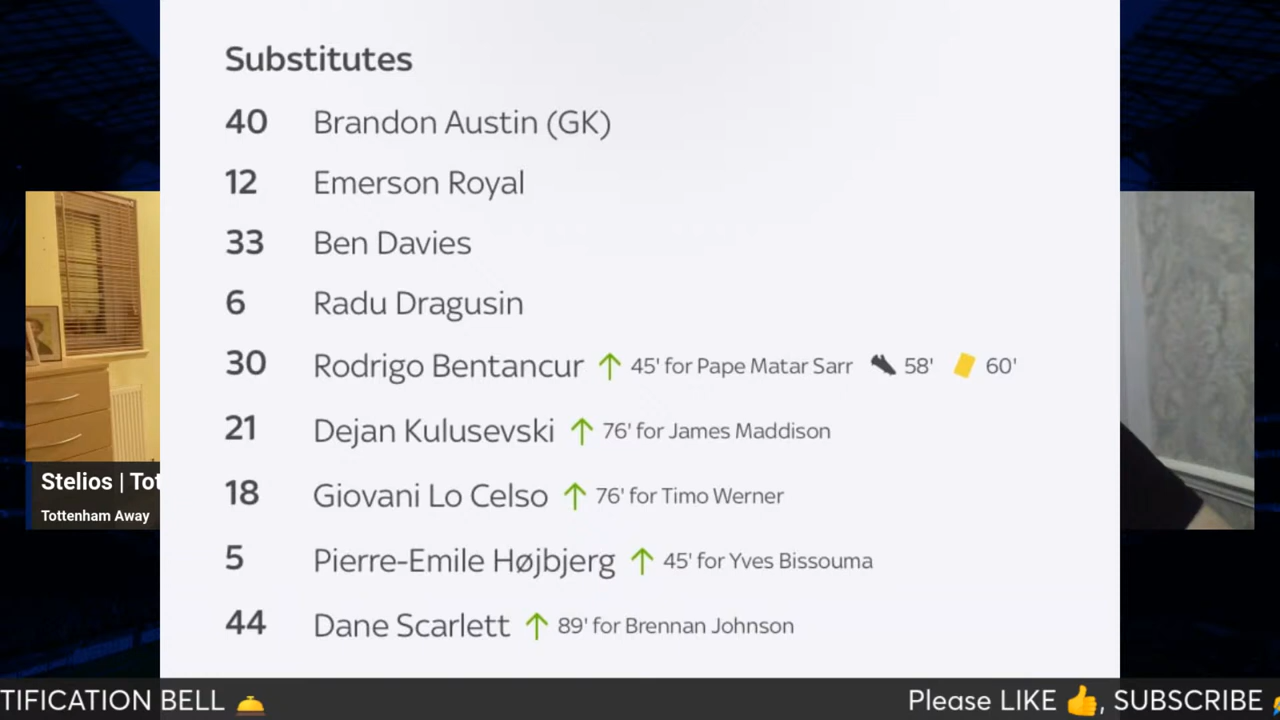 Substitutes
40 Brandon Austin (GK)
12 Emerson Royal
33 Ben Davies
6 Radu Dragusin
30 Rodrigo Bentancur ↑ 45' for Pape Matar Sarr 58' 60'
21 Dejan Kulusevski ↑ 76' for James Maddison
18 Giovani Lo Celso ↑ 76' for Timo Werner
5 Pierre-Emile Højbjerg ↑ 45' for Yves Bissouma
44 Dane Scarlett ↑ 89' for Brennan Johnson
Stelios | Tot
Tottenham Away
TIFICATION BELL 🛎️ Please LIKE 👍, SUBSCRIBE